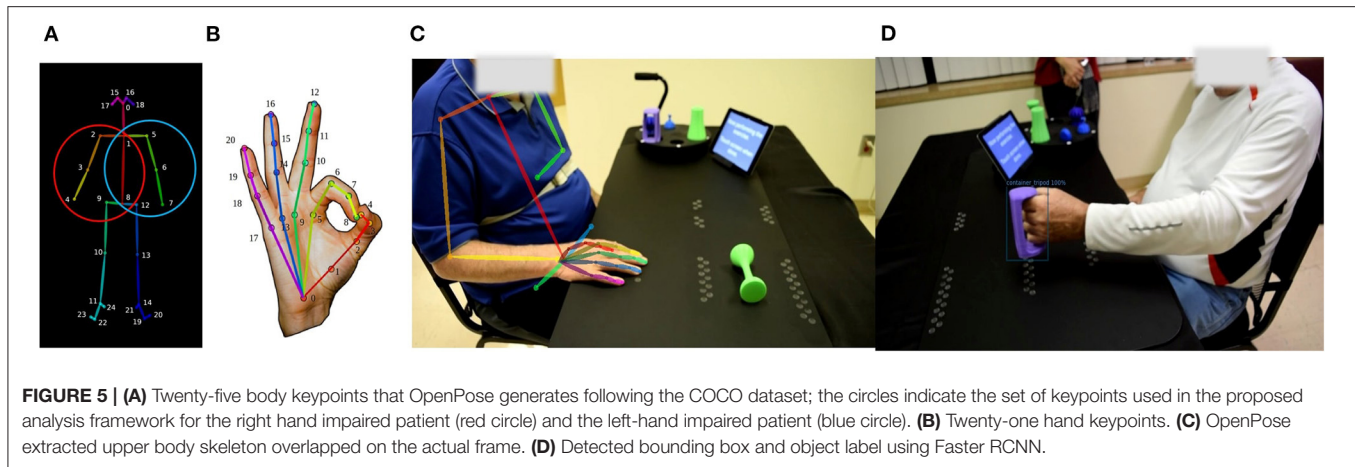 A
B
C
D
15 16
17 0 18
2 5
1
3 6
4 9 8 12 7
10 13
11 24 21 14
23 22 19 20
12
16
20 15 11
19 14 10
18 6 7
17 13 9 5 8 4
2
1
0
container_tripod 100%
FIGURE 5 | (A) Twenty-five body keypoints that OpenPose generates following the COCO dataset; the circles indicate the set of keypoints used in the proposed
analysis framework for the right hand impaired patient (red circle) and the left-hand impaired patient (blue circle). (B) Twenty-one hand keypoints. (C) OpenPose
extracted upper body skeleton overlapped on the actual frame. (D) Detected bounding box and object label using Faster RCNN.